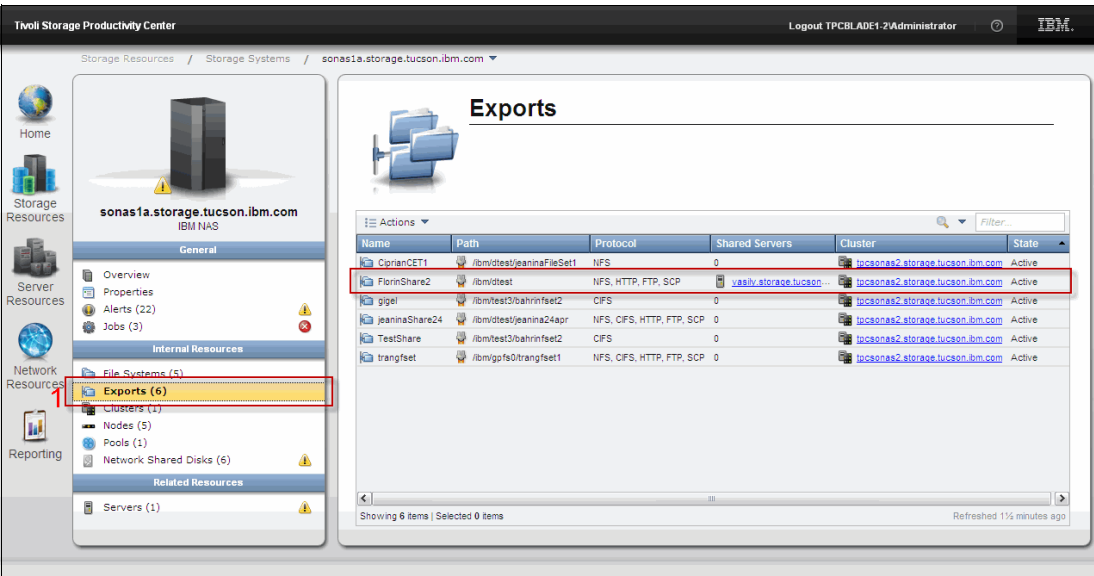 Tivoli Storage Productivity Center
Logout TPCBLADE1-2\Administrator
?
IBM.
Storage Resources / Storage Systems / sonas1a.storage.tucson.ibm.com
Home
Storage Resources
Server Resources
Network Resources
Reporting
sonas1a.storage.tucson.ibm.com
IBM NAS
General
Overview
Properties
Alerts (22)
Jobs (3)
Internal Resources
File Systems (5)
1
Exports (6)
Clusters (1)
Nodes (5)
Pools (1)
Network Shared Disks (6)
Related Resources
Servers (1)
Exports
Actions
Filter...
Name Path Protocol Shared Servers Cluster State
CiprianCET1 /ibm/dtest/jeaninaFileSet1 NFS 0 tpcsonas2.storage.tucson.ibm.com Active
FlorinShare2 /ibm/dtest NFS, HTTP, FTP, SCP vasilv.storage.tucson... tpcsonas2.storage.tucson.ibm.com Active
gigel /ibm/test3/bahrinfset2 CIFS 0 tpcsonas2.storage.tucson.ibm.com Active
jeaninaShare24 /ibm/dtest/jeanina24apr NFS, CIFS, HTTP, FTP, SCP 0 tpcsonas2.storage.tucson.ibm.com Active
TestShare /ibm/test3/bahrinfset2 CIFS 0 tpcsonas2.storage.tucson.ibm.com Active
trangfset /ibm/gpfs0/trangfset1 NFS, CIFS, HTTP, FTP, SCP 0 tpcsonas2.storage.tucson.ibm.com Active
Showing 6 items | Selected 0 items
Refreshed 1½ minutes ago